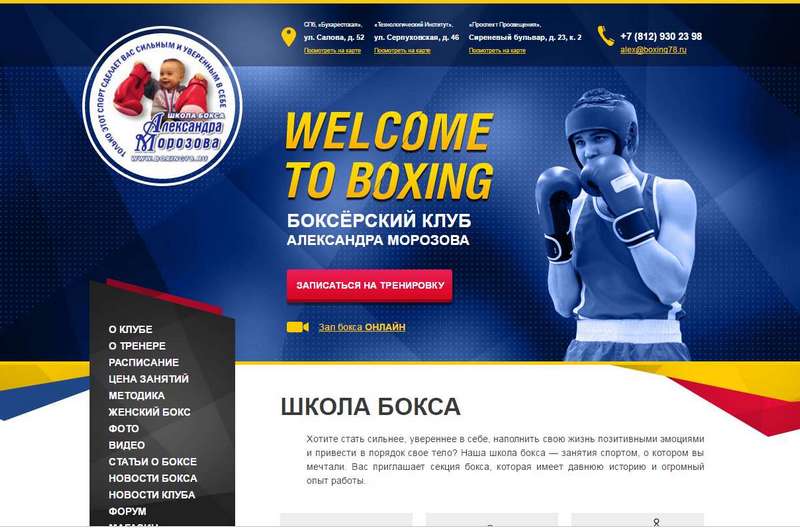 СПб, «Бухарестская»,
ул. Салова, д. 52
Посмотреть на карте
«Технологический Институт»,
ул. Серпуховская, д. 46
Посмотреть на карте
«Проспект Просвещения»,
Сиреневый бульвар, д. 23, к. 2
Посмотреть на карте
+7 (812) 930 23 98
alex@boxing78.ru
ТОЛЬКО ЭТОТ СПОРТ СДЕЛАЕТ ВАС СИЛЬНЫМ И УВЕРЕННЫМ В СЕБЕ
ШКОЛА БОКСА
Александра
Морозова
WWW.BOXING78.RU
WELCOME
TO BOXING
БОКСЁРСКИЙ КЛУБ
АЛЕКСАНДРА МОРОЗОВА
ЗАПИСАТЬСЯ НА ТРЕНИРОВКУ
Зал бокса ОНЛАЙН
О КЛУБЕ
О ТРЕНЕРЕ
РАСПИСАНИЕ
ЦЕНА ЗАНЯТИЙ
МЕТОДИКА
ЖЕНСКИЙ БОКС
ФОТО
ВИДЕО
СТАТЬИ О БОКСЕ
НОВОСТИ БОКСА
НОВОСТИ КЛУБА
ФОРУМ
МАГАЗИН
ШКОЛА БОКСА
Хотите стать сильнее, увереннее в себе, наполнить свою жизнь позитивными эмоциями
и привести в порядок свое тело? Наша школа бокса — занятия спортом, о котором вы
мечтали. Вас приглашает секция бокса, которая имеет давнюю историю и огромный
опыт работы.